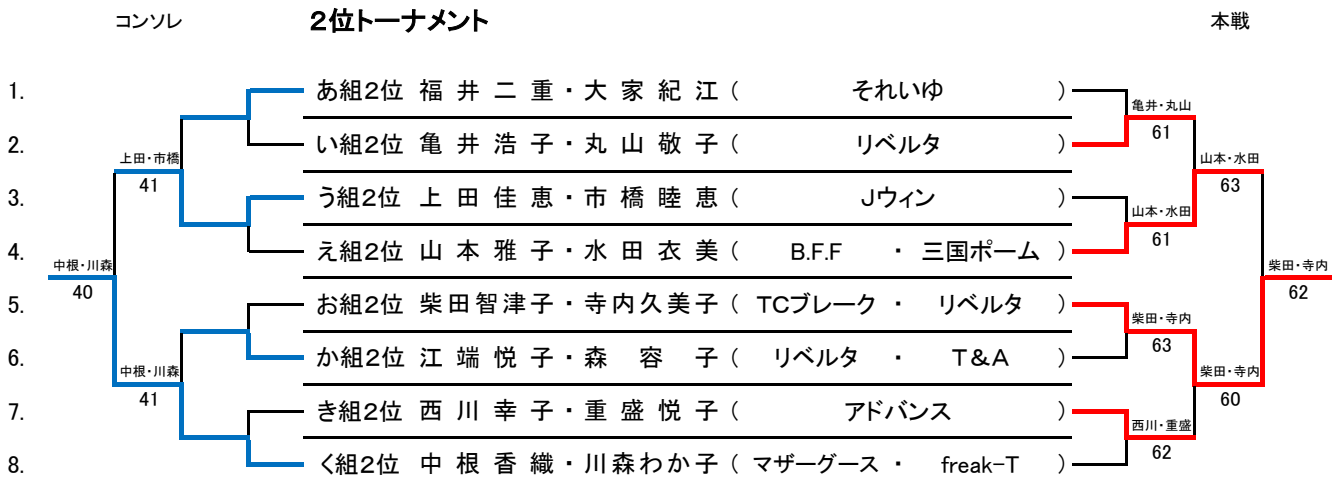 コンソレ 2位トーナメント 本戦
1. あ組2位 福井二重・大家紀江 ( それいゆ )
亀井・丸山
61
2. い組2位 亀井浩子・丸山敬子 ( リベルタ )
上田・市橋
41
山本・水田
63
3. う組2位 上田佳恵・市橋睦恵 ( Jウィン )
山本・水田
61
4. え組2位 山本雅子・水田衣美 ( B.F.F ・ 三国ポーム )
中根・川森
40
柴田・寺内
62
5. お組2位 柴田智津子・寺内久美子 ( TCブレーク ・ リベルタ )
柴田・寺内
63
6. か組2位 江端悦子・森容子 ( リベルタ ・ T&A )
中根・川森
41
柴田・寺内
60
7. き組2位 西川幸子・重盛悦子 ( アドバンス )
西川・重盛
62
8. く組2位 中根香織・川森わか子 ( マザーグース ・ freak-T )